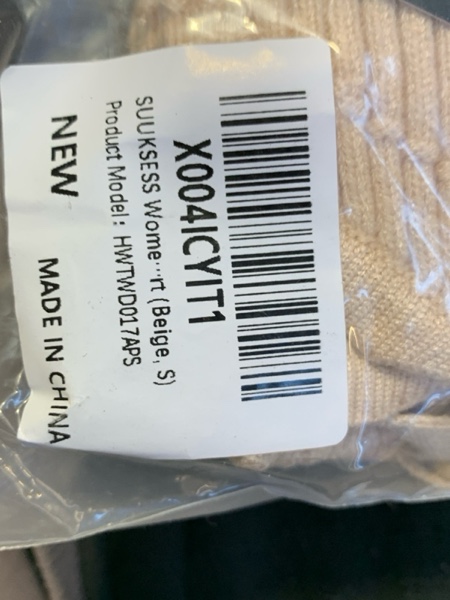 X004ICYIT1
SUUKSESS Wome…rt (Beige, S)
Product Model: HWTWD017APS
NEW MADE IN CHINA